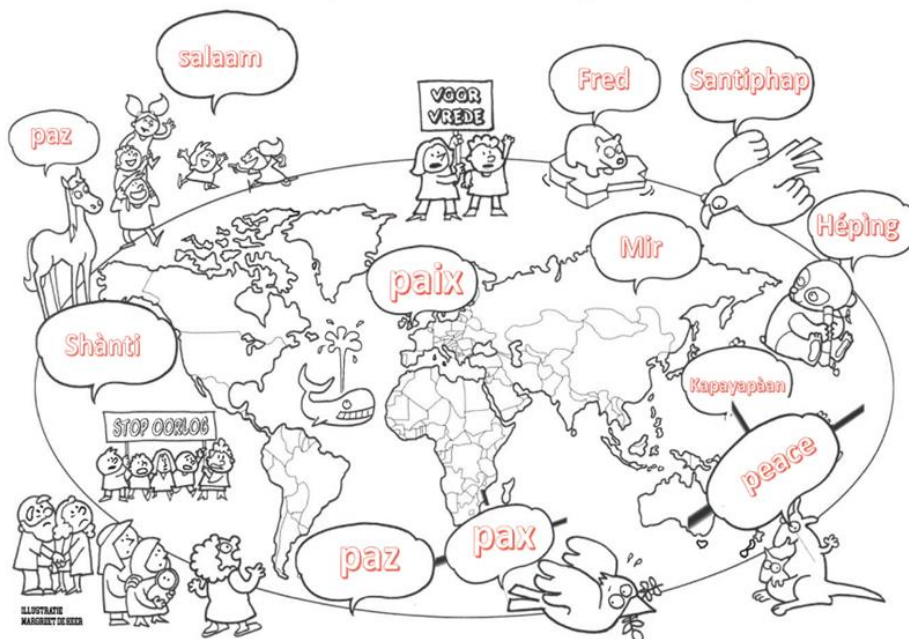 salaam
VOOR
VREDE
Fred
Santiphap
paz
Hépìng
Mir
paix
Shànti
Kapayapàan
STOP OORLOG
peace
pax
paz
ILLUSTRATIE
MARGREET DE HEER